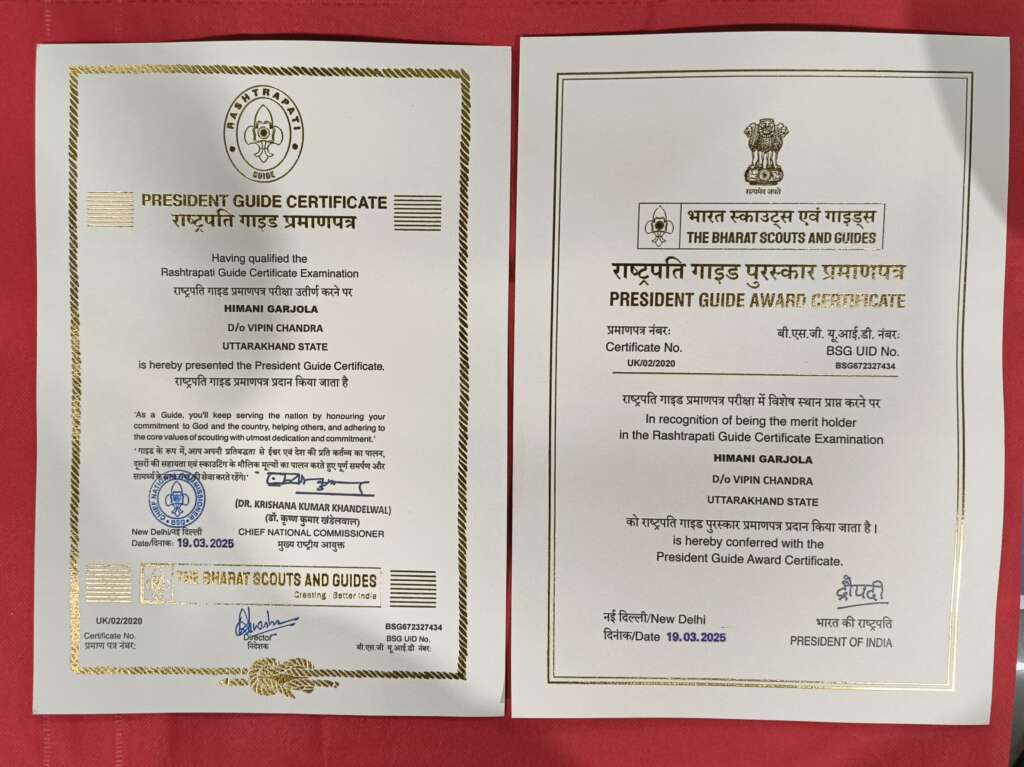 RASHTRAPATI
GUIDE
PRESIDENT GUIDE CERTIFICATE
राष्ट्रपति गाइड प्रमाणपत्र
Having qualified the
Rashtrapati Guide Certificate Examination
राष्ट्रपति गाइड प्रमाणपत्र परीक्षा उतीर्ण करने पर
HIMANI GARJOLA
D/o VIPIN CHANDRA
UTTARAKHAND STATE
is hereby presented the President Guide Certificate.
राष्ट्रपति गाइड प्रमाणपत्र प्रदान किया जाता है
'As a Guide, you'll keep serving the nation by honouring your
commitment to God and the country, helping others, and adhering to
the core values of scouting with utmost dedication and commitment.'
'गाइड के रूप में, आप अपनी प्रतिबद्धता से ईश्वर एवं देश की प्रति कर्तव्य का पालन,
दूसरों की सहायता एवं स्काउटिंग के मौलिक मूल्यों का पालन करते हुए पूर्ण समर्पण और
सामर्थ्य के साथ राष्ट्र की सेवा करते रहेंगे।'
CHIEF NATIONAL COMMISSIONER
BSG
(DR. KRISHANA KUMAR KHANDELWAL)
(डॉ. कृष्ण कुमार खंडेलवाल)
New Delhi/नई दिल्ली CHIEF NATIONAL COMMISSIONER
Date/दिनांक: 19.03.2025 मुख्य राष्ट्रीय आयुक्त
THE BHARAT SCOUTS AND GUIDES
Creating Better India
UK/02/2020
Certificate No.
प्रमाण पत्र नंबर:
Director
निदेशक
BSG672327434
BSG UID No.
बी.एस.जी यू.आई.डी नंबर:
सत्यमेव जयते
भारत स्काउट्स एवं गाइड्स
THE BHARAT SCOUTS AND GUIDES
राष्ट्रपति गाइड पुरस्कार प्रमाणपत्र
PRESIDENT GUIDE AWARD CERTIFICATE
प्रमाणपत्र नंबर: बी.एस.जी. यू.आई.डी. नंबर:
Certificate No. BSG UID No.
UK/02/2020 BSG672327434
राष्ट्रपति गाइड प्रमाणपत्र परीक्षा में विशेष स्थान प्राप्त करने पर
In recognition of being the merit holder
in the Rashtrapati Guide Certificate Examination
HIMANI GARJOLA
D/o VIPIN CHANDRA
UTTARAKHAND STATE
को राष्ट्रपति गाइड पुरस्कार प्रमाणपत्र प्रदान किया जाता है।
is hereby conferred with the
President Guide Award Certificate.
द्रौपदी
नई दिल्ली/New Delhi भारत की राष्ट्रपति
दिनांक/Date 19.03.2025 PRESIDENT OF INDIA